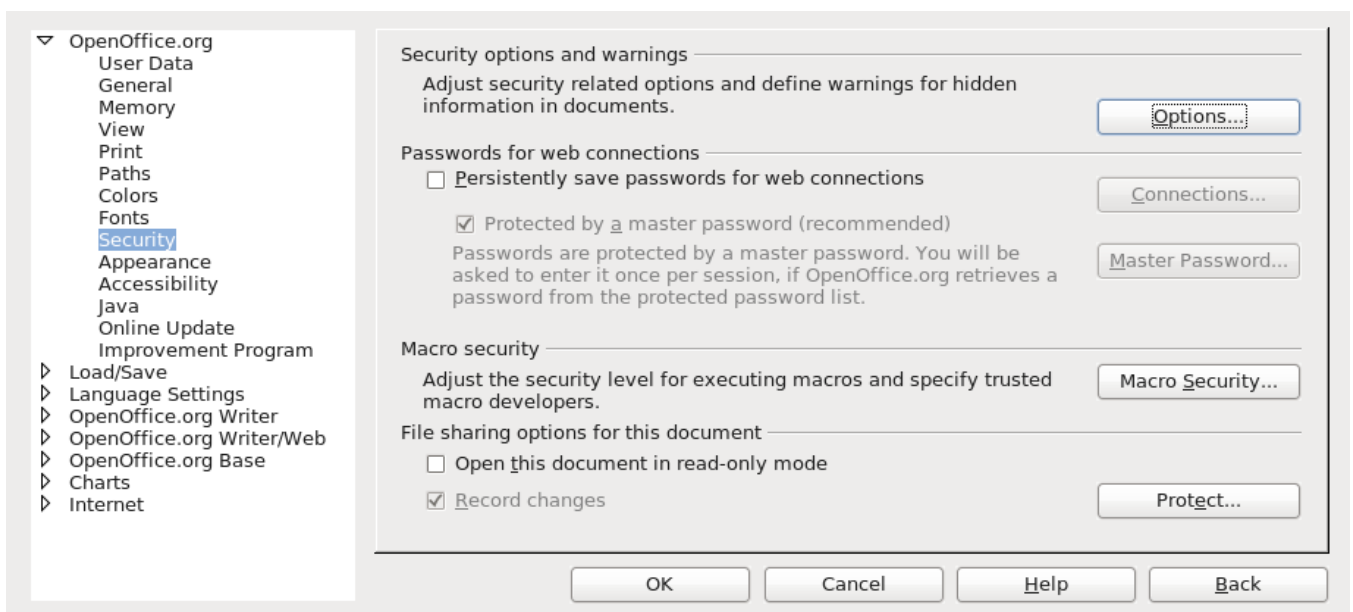 OpenOffice.org
User Data
General
Memory
View
Print
Paths
Colors
Fonts
Security
Appearance
Accessibility
Java
Online Update
Improvement Program
Load/Save
Language Settings
OpenOffice.org Writer
OpenOffice.org Writer/Web
OpenOffice.org Base
Charts
Internet
Security options and warnings
Adjust security related options and define warnings for hidden
information in documents.
Options...
Passwords for web connections
Persistently save passwords for web connections
Connections...
Protected by a master password (recommended)
Passwords are protected by a master password. You will be
asked to enter it once per session, if OpenOffice.org retrieves a
password from the protected password list.
Master Password...
Macro security
Adjust the security level for executing macros and specify trusted
macro developers.
Macro Security...
File sharing options for this document
Open this document in read-only mode
Record changes
Protect...
OK
Cancel
Help
Back